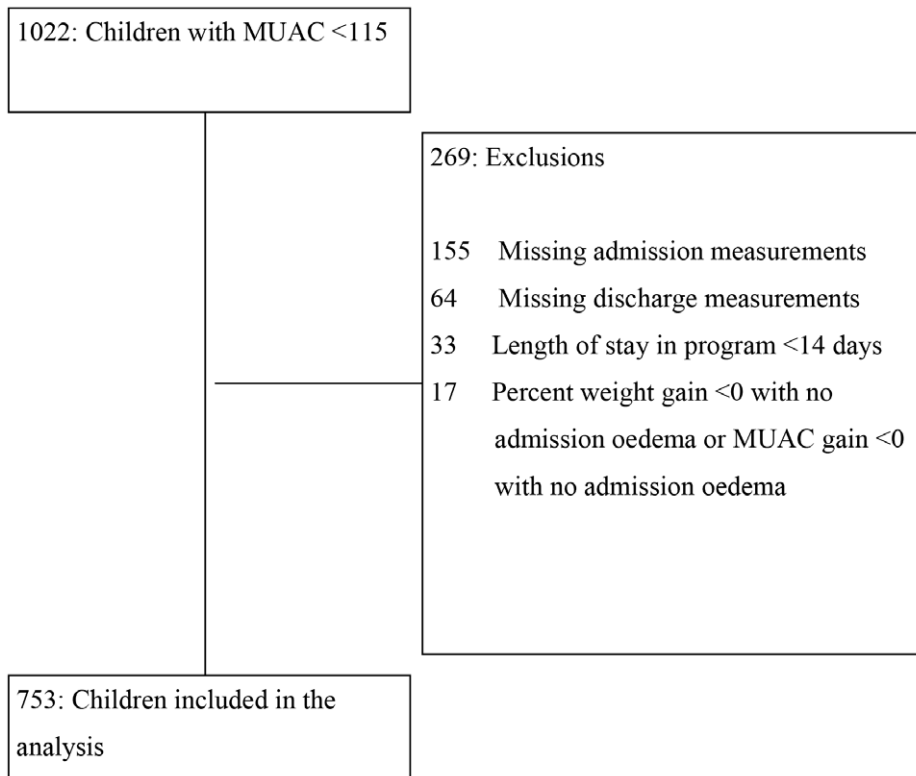 1022: Children with MUAC <115
269: Exclusions
155 Missing admission measurements
64 Missing discharge measurements
33 Length of stay in program <14 days
17 Percent weight gain <0 with no
admission oedema or MUAC gain <0
with no admission oedema
753: Children included in the
analysis